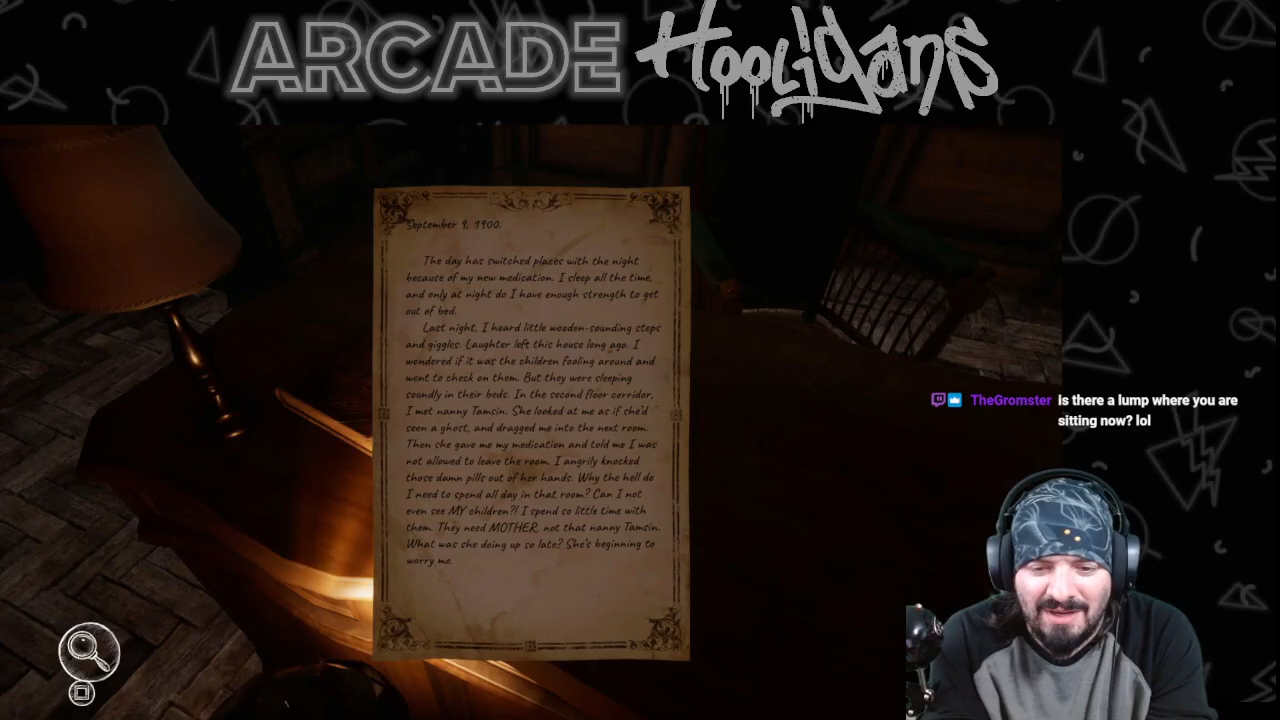 ARCADE Hooligans
September 9, 1900.
The day has switched places with the night
because of my new medication. I sleep all the time,
and only at night do I have enough strength to get
out of bed.
Last night, I heard little wooden-sounding steps
and giggles. Laughter left this house long ago. I
wondered if it was the children fooling around and
went to check on them. But they were sleeping
soundly in their beds. In the second floor corridor,
I met nanny Tamsin. She looked at me as if she'd
seen a ghost, and dragged me into the next room.
Then she gave me my medication and told me I was
not allowed to leave the room. I angrily knocked
those damn pills out of her hands. Why the hell do
I need to spend all day in that room? Can I not
even see MY children?! I spend so little time with
them. They need MOTHER, not that nanny Tamsin.
What was she doing up so late? She's beginning to
worry me.
TheGromster is there a lump where you are
sitting now? lol